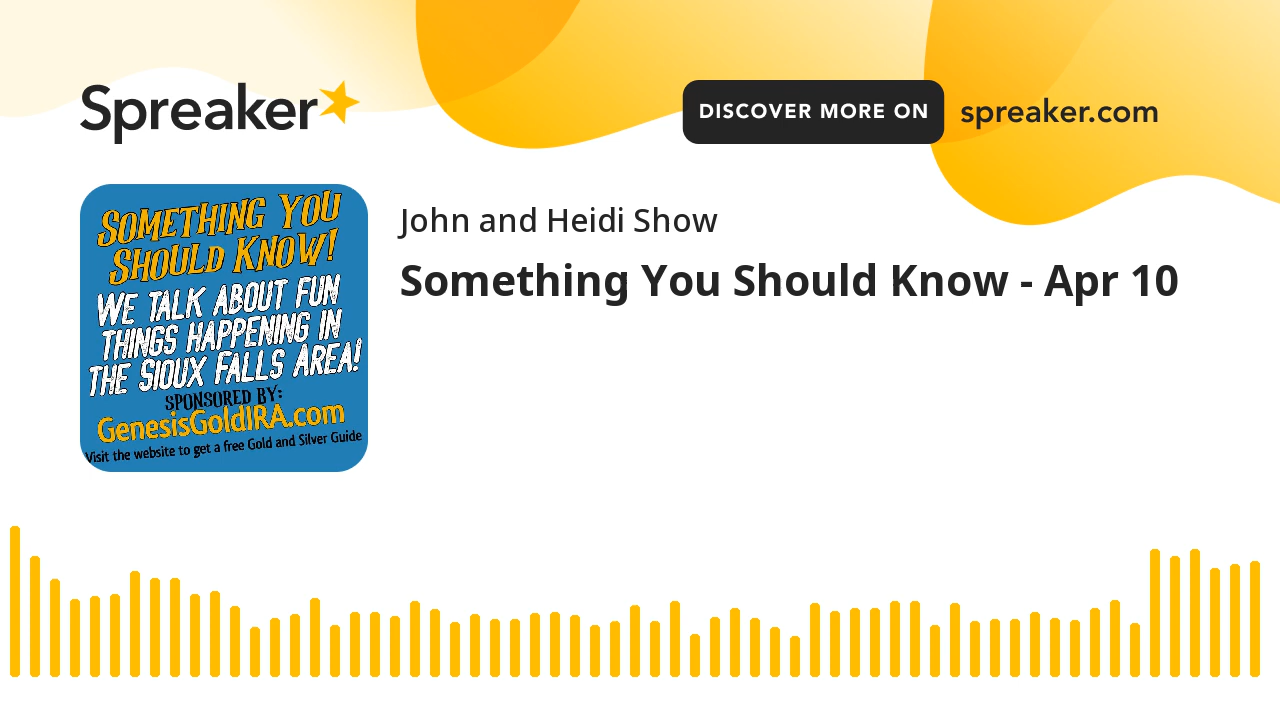 Spreaker
DISCOVER MORE ON
spreaker.com
SOMETHING YOU
SHOULD KNOW!
WE TALK ABOUT FUN
THINGS HAPPENING IN
THE SIOUX FALLS AREA!
SPONSORED BY:
GenesisGoldIRA.com
Visit the website to get a free Gold and Silver Guide
John and Heidi Show
Something You Should Know - Apr 10